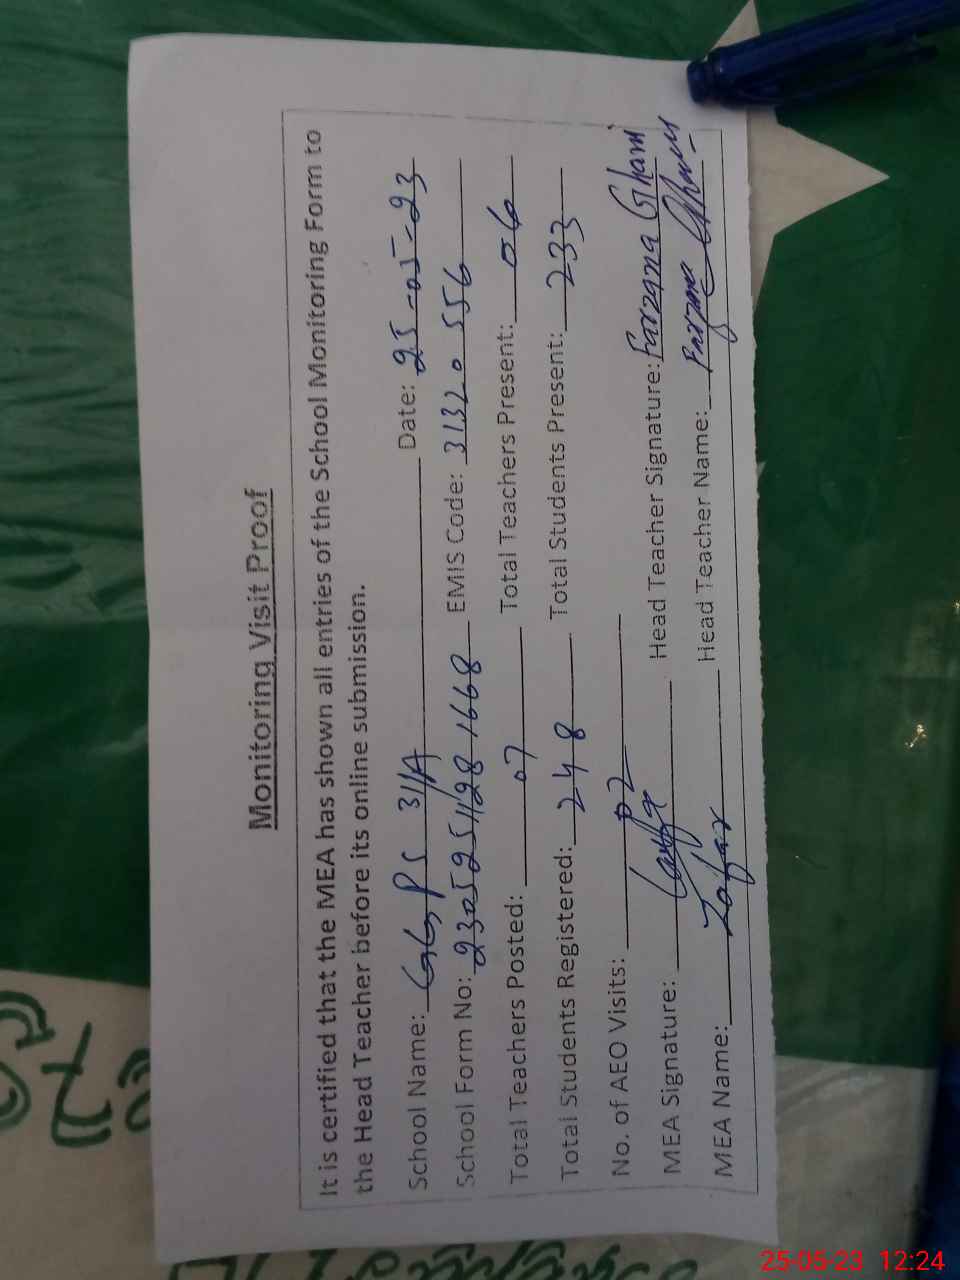 Monitoring Visit Proof
It is certified that the MEA has shown all entries of the School Monitoring Form to
the Head Teacher before its online submission.
School Name: GGPS 31/A Date: 25-05-23
School Form No: 2305251128 1668 EMIS Code: 31320556
Total Teachers Posted: 07 Total Teachers Present: 06
Total Students Registered: 248 Total Students Present: 233
No. of AEO Visits: 02
MEA Signature: Head Teacher Signature: Farzana Ghani
MEA Name: Zafar Head Teacher Name: Farzana Ghani
25-05-23 12:24